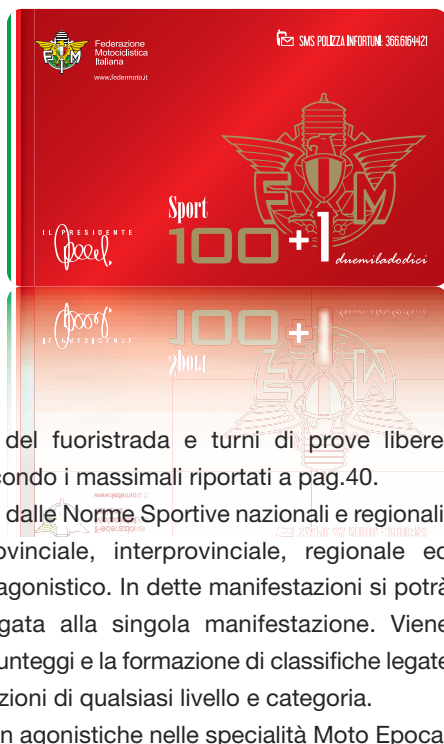 Federazione
Motociclistica
Italiana
www.federmoto.it
SMS POLIZZA INFORTUNI: 366.6164421
F M
IL PRESIDENTE
Sport
100 +1
duemiladodici
del fuoristrada e turni di prove libere
condo i massimali riportati a pag.40.
dalle Norme Sportive nazionali e regionali
ovinciale, interprovinciale, regionale ed
agonistico. In dette manifestazioni si potrà
gata alla singola manifestazione. Viene
unteggi e la formazione di classifiche legate
zioni di qualsiasi livello e categoria.
n agonistiche nelle specialità Moto Epoca